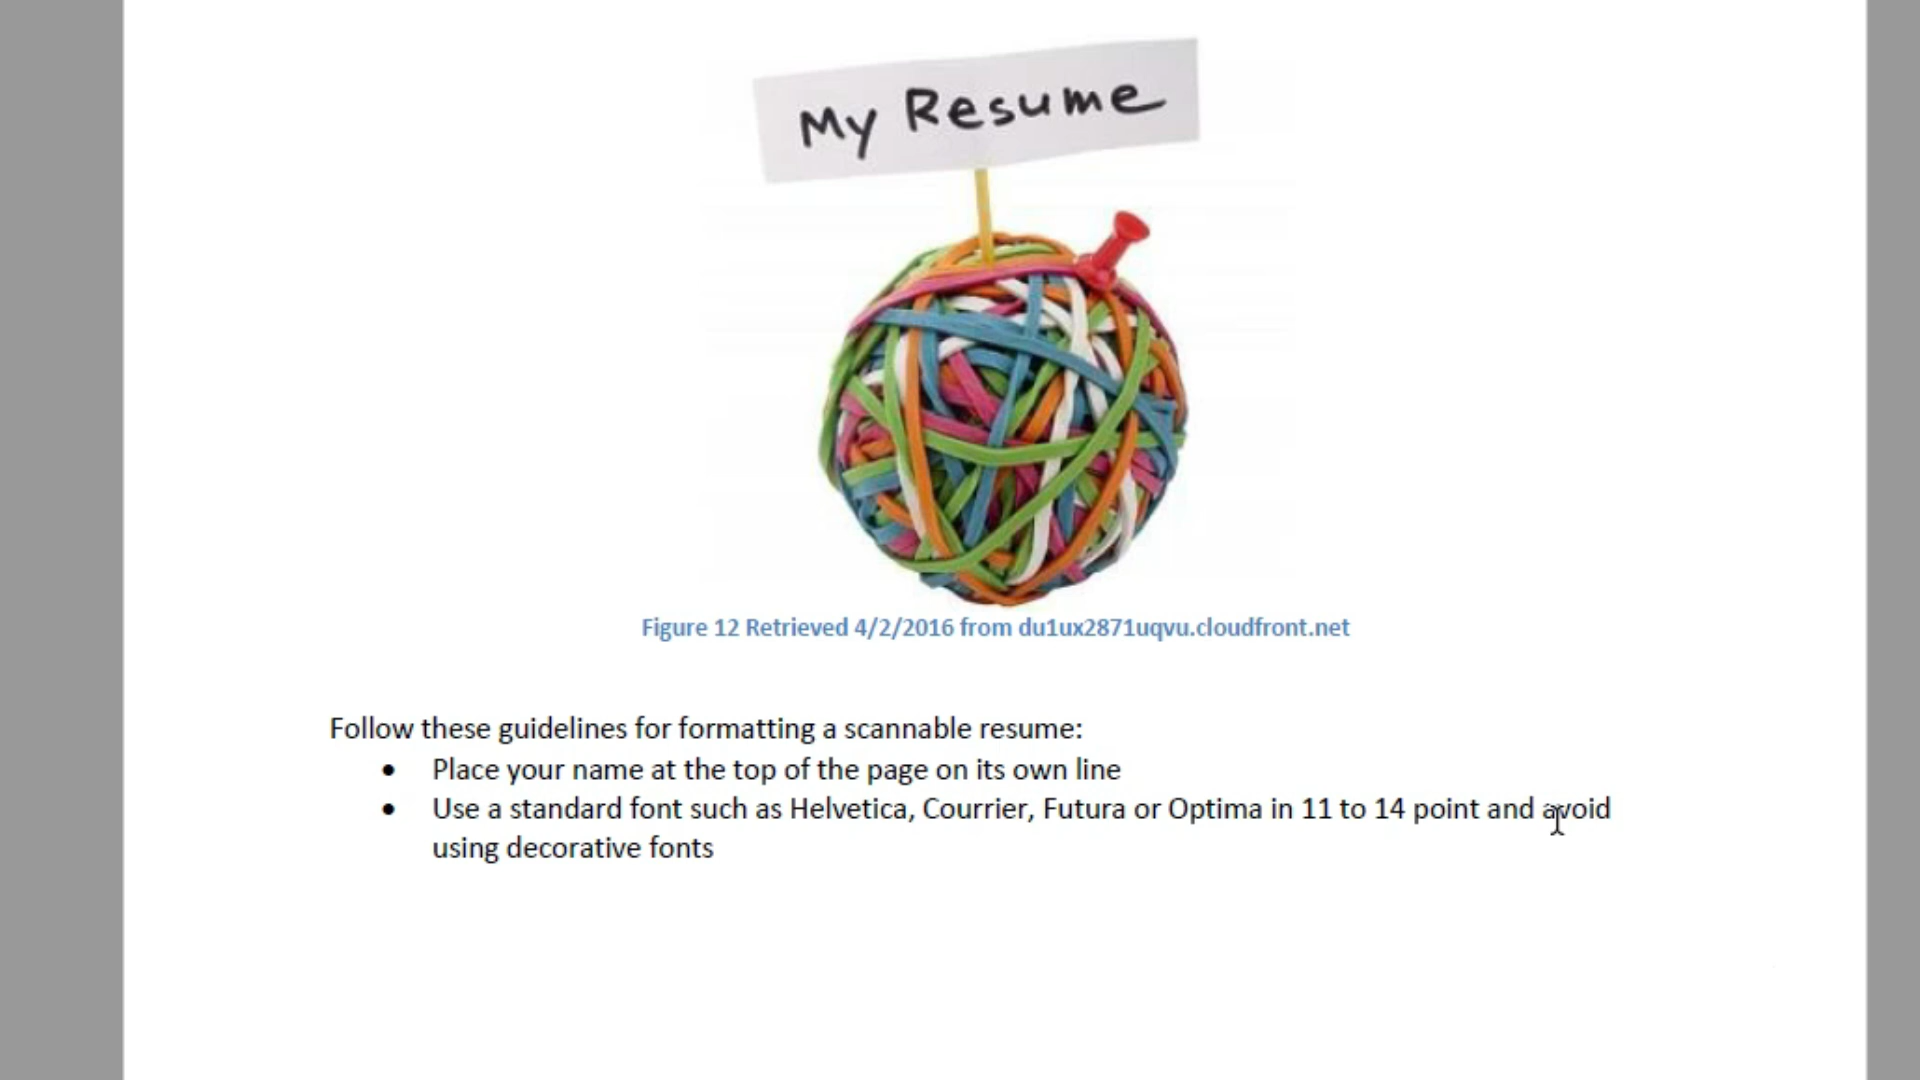 My Resume
Figure 12 Retrieved 4/2/2016 from du1ux2871uqvu.cloudfront.net
Follow these guidelines for formatting a scannable resume:
• Place your name at the top of the page on its own line
• Use a standard font such as Helvetica, Courrier, Futura or Optima in 11 to 14 point and avoid
using decorative fonts